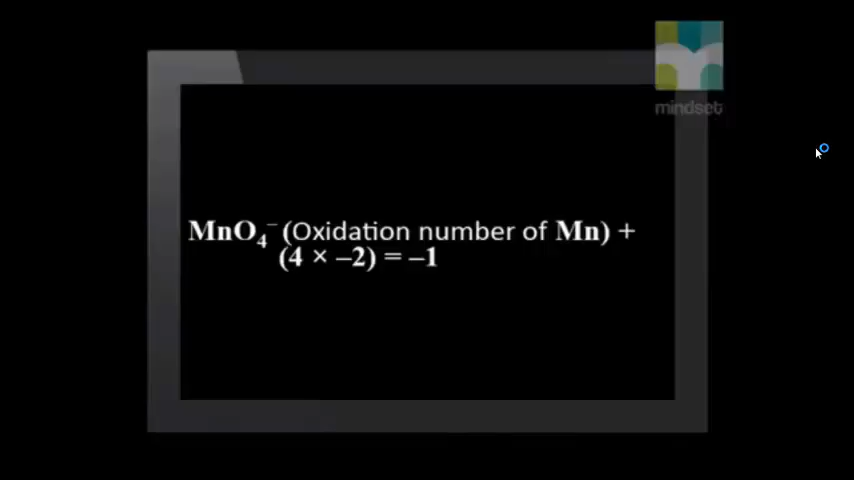 mindset
MnO₄⁻ (Oxidation number of Mn) +
(4 × –2) = –1